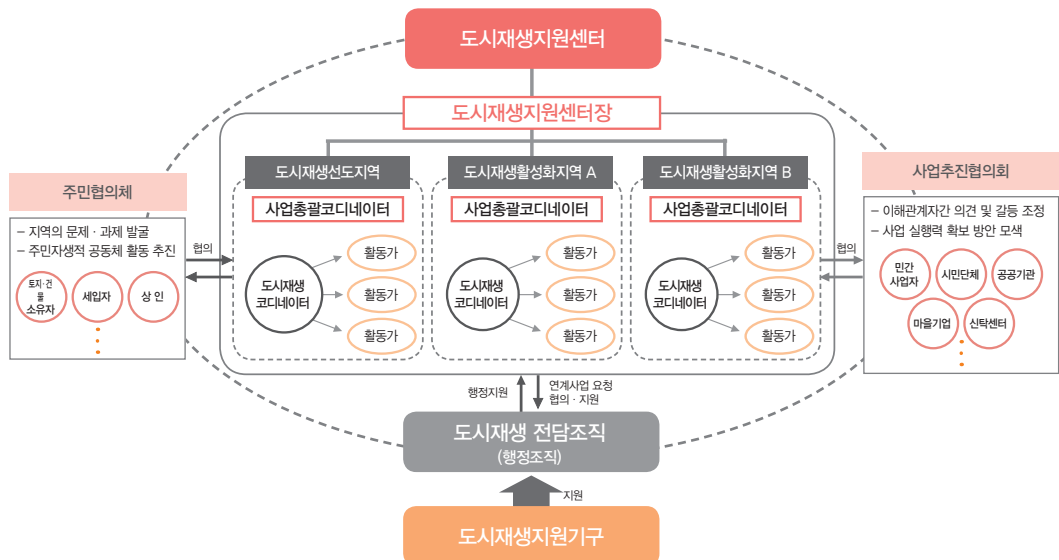 도시재생지원센터
도시재생지원센터장
도시재생선도지역
사업총괄코디네이터
도시재생
코디네이터
활동가
활동가
활동가
도시재생활성화지역 A
사업총괄코디네이터
도시재생
코디네이터
활동가
활동가
활동가
도시재생활성화지역 B
사업총괄코디네이터
도시재생
코디네이터
활동가
활동가
활동가
주민협의체
– 지역의 문제 · 과제 발굴
– 주민자생적 공동체 활동 추진
토지·건
물
소유자
세입자
상 인
협의
사업추진협의회
– 이해관계자간 의견 및 갈등 조정
– 사업 실행력 확보 방안 모색
민간
사업자
시민단체
공공기관
마을기업
신탁센터
협의
행정지원
연계사업 요청
협의 · 지원
도시재생 전담조직
(행정조직)
지원
도시재생지원기구